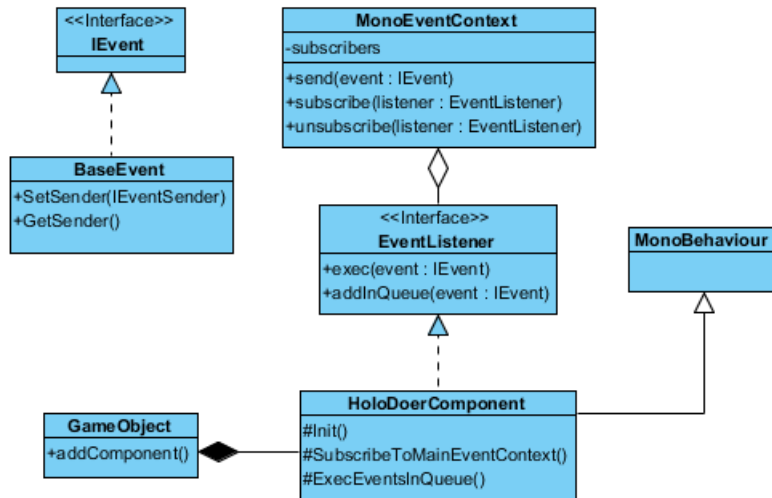 <<Interface>>
IEvent
BaseEvent
+SetSender(IEventSender)
+GetSender()
MonoEventContext
-subscribers
+send(event : IEvent)
+subscribe(listener : EventListener)
+unsubscribe(listener : EventListener)
<<Interface>>
EventListener
+exec(event : IEvent)
+addInQueue(event : IEvent)
MonoBehaviour
GameObject
+addComponent()
HoloDoerComponent
#Init()
#SubscribeToMainEventContext()
#ExecEventsInQueue()